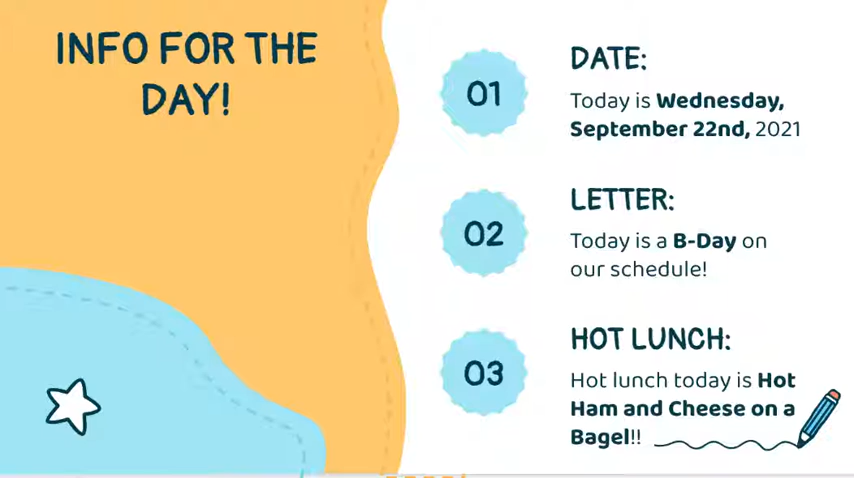 INFO FOR THE
DAY!
01
DATE:
Today is Wednesday,
September 22nd, 2021
02
LETTER:
Today is a B-Day on
our schedule!
03
HOT LUNCH:
Hot lunch today is Hot
Ham and Cheese on a
Bagel!!